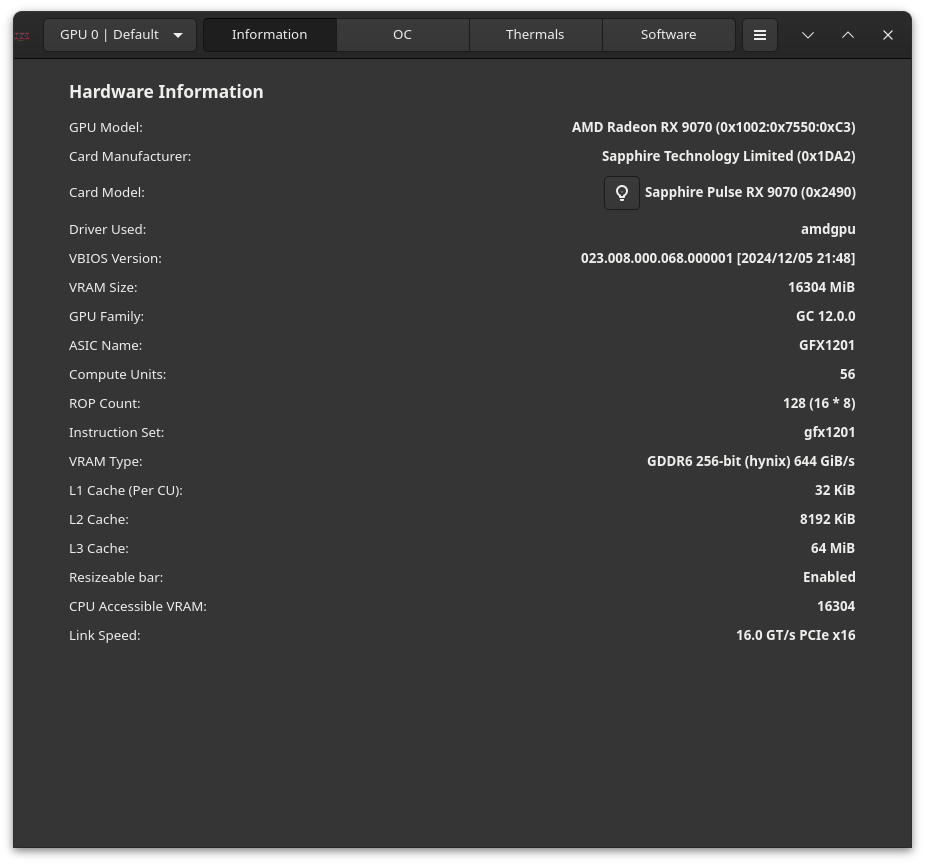 GPU 0 | Default Information OC Thermals Software
Hardware Information
GPU Model: AMD Radeon RX 9070 (0x1002:0x7550:0xC3)
Card Manufacturer: Sapphire Technology Limited (0x1DA2)
Card Model: Sapphire Pulse RX 9070 (0x2490)
Driver Used: amdgpu
VBIOS Version: 023.008.000.068.000001 [2024/12/05 21:48]
VRAM Size: 16304 MiB
GPU Family: GC 12.0.0
ASIC Name: GFX1201
Compute Units: 56
ROP Count: 128 (16 * 8)
Instruction Set: gfx1201
VRAM Type: GDDR6 256-bit (hynix) 644 GiB/s
L1 Cache (Per CU): 32 KiB
L2 Cache: 8192 KiB
L3 Cache: 64 MiB
Resizeable bar: Enabled
CPU Accessible VRAM: 16304
Link Speed: 16.0 GT/s PCIe x16